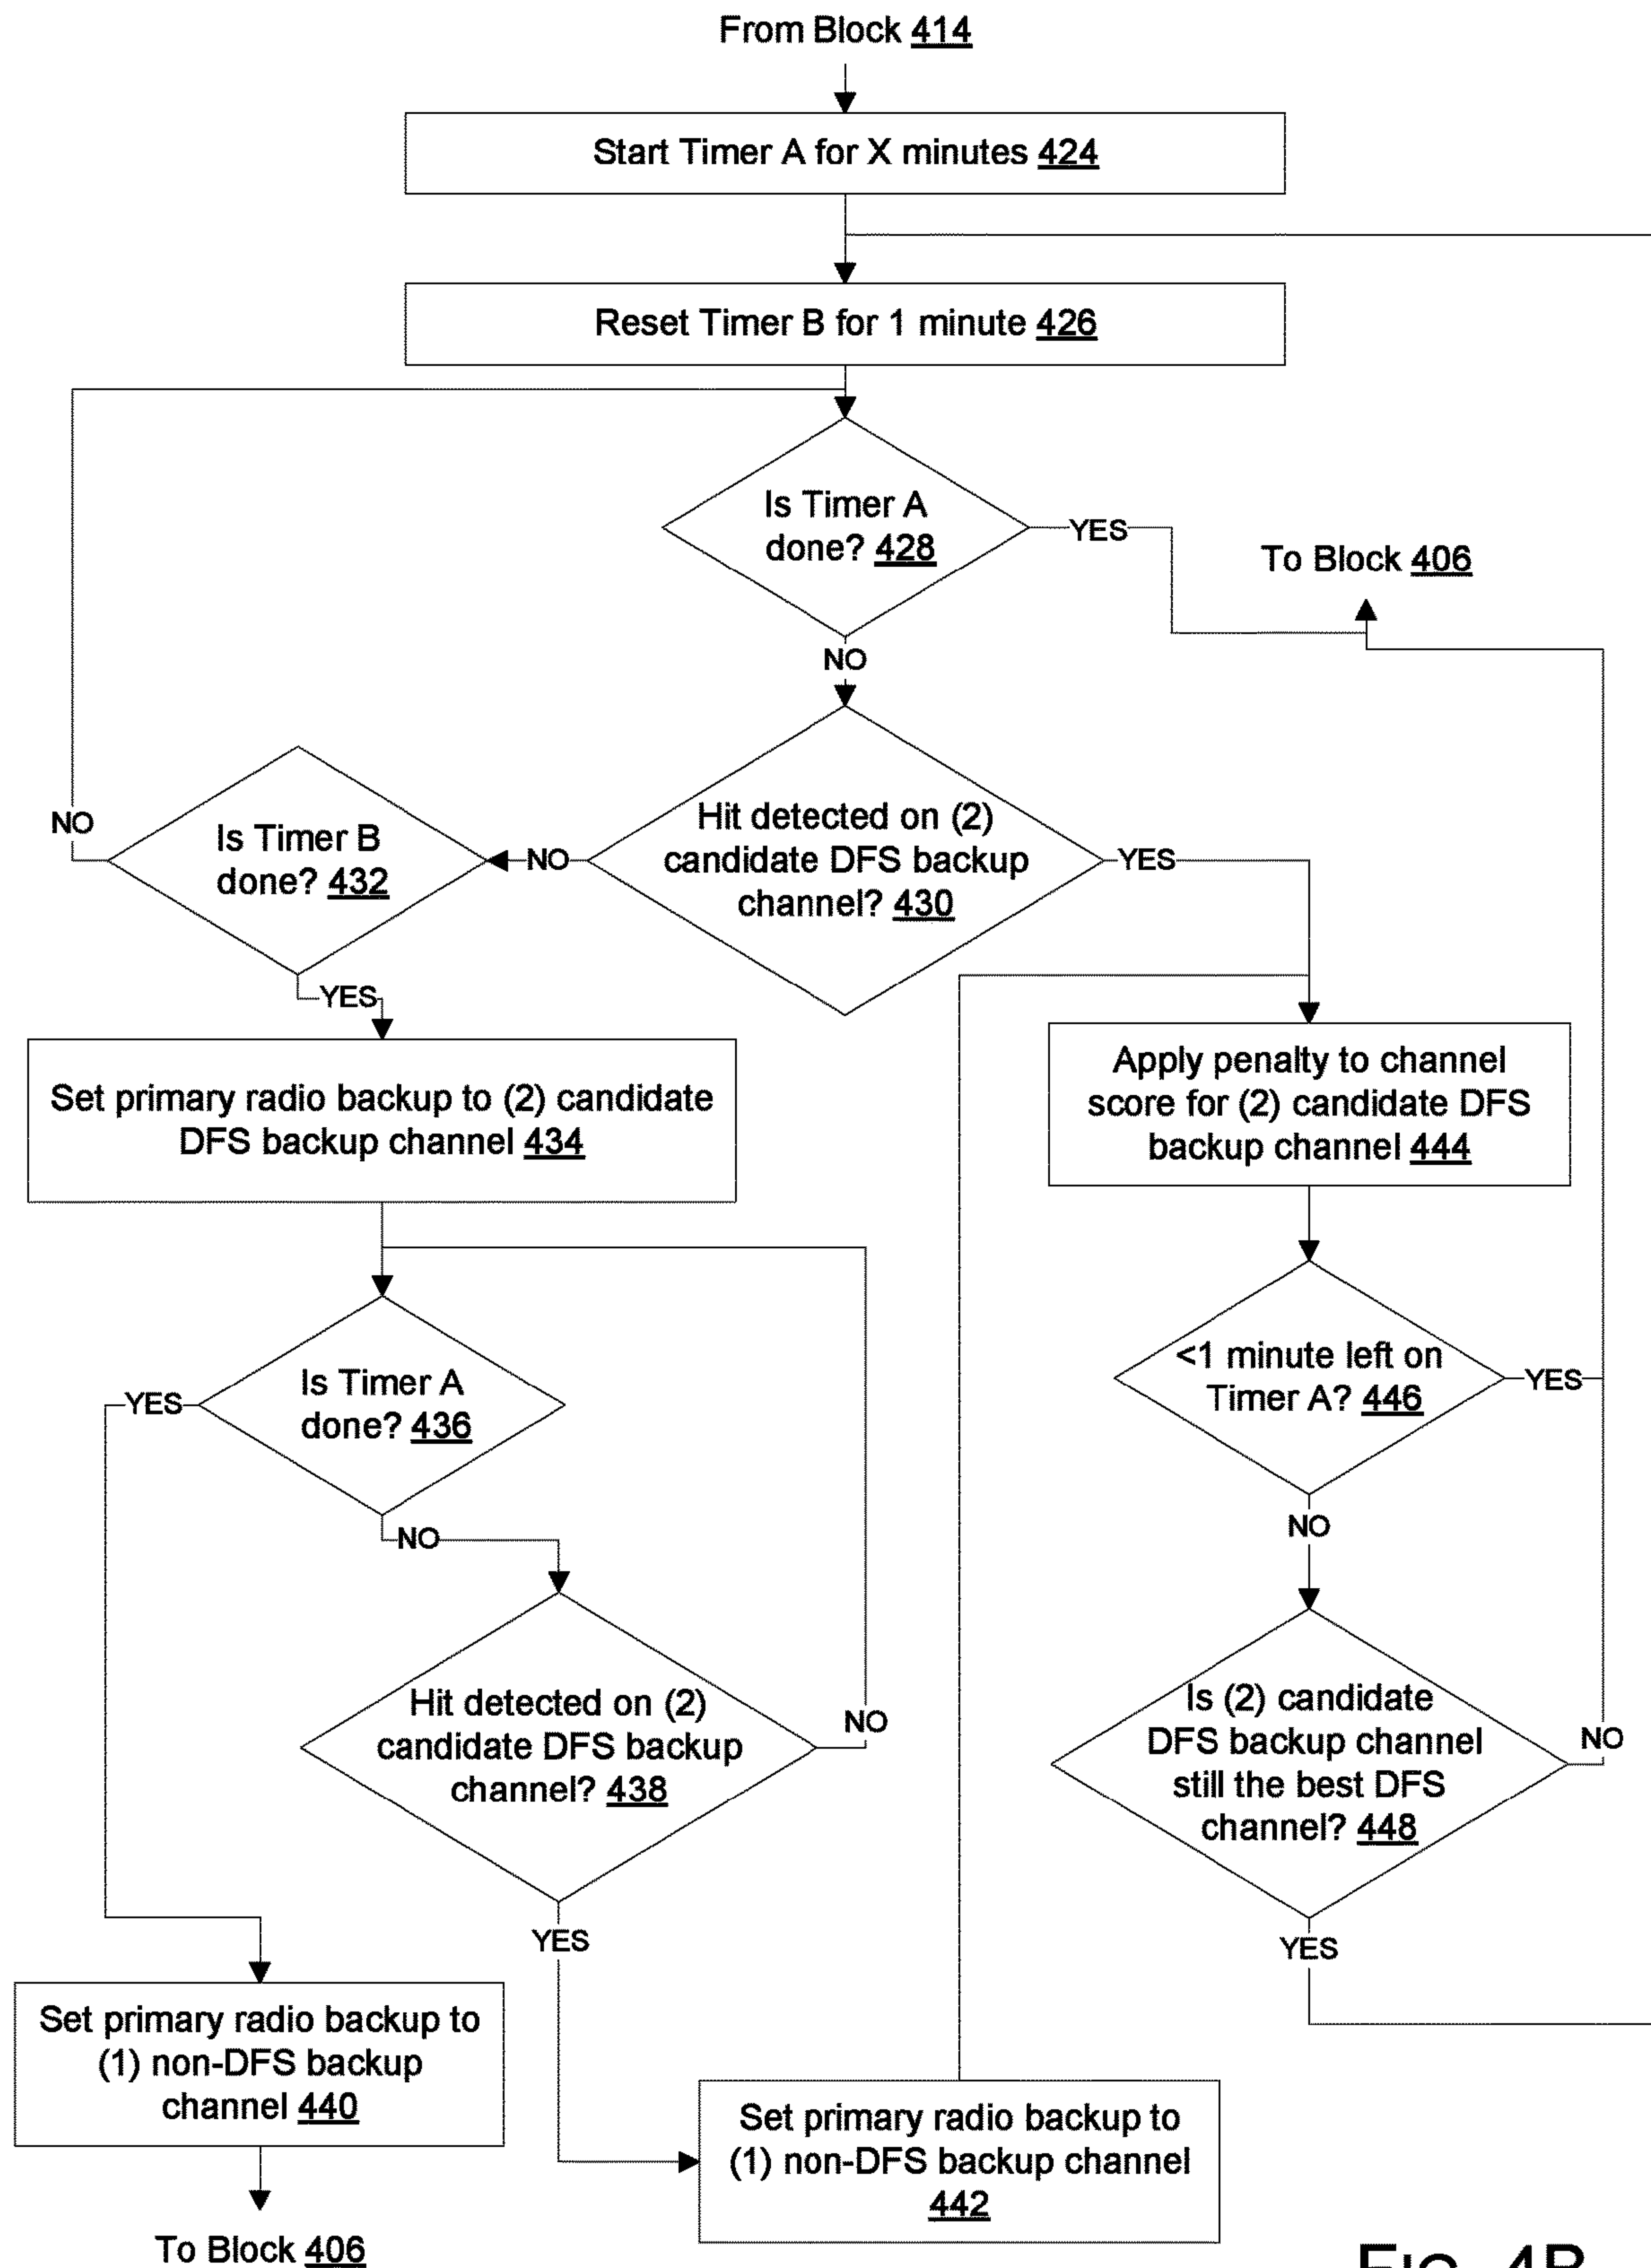 From Block 414
Start Timer A for X minutes 424
Reset Timer B for 1 minute 426
Is Timer A
done? 428
YES
To Block 406
NO
Hit detected on (2)
candidate DFS backup
channel? 430
NO
YES
Is Timer B
done? 432
NO
YES
Set primary radio backup to (2) candidate
DFS backup channel 434
Apply penalty to channel
score for (2) candidate DFS
backup channel 444
Is Timer A
done? 436
YES
NO
<1 minute left on
Timer A? 446
YES
NO
Hit detected on (2)
candidate DFS backup
channel? 438
NO
YES
Is (2) candidate
DFS backup channel
still the best DFS
channel? 448
NO
YES
Set primary radio backup to
(1) non-DFS backup
channel 440
To Block 406
Set primary radio backup to
(1) non-DFS backup channel
442
FIG. 4B